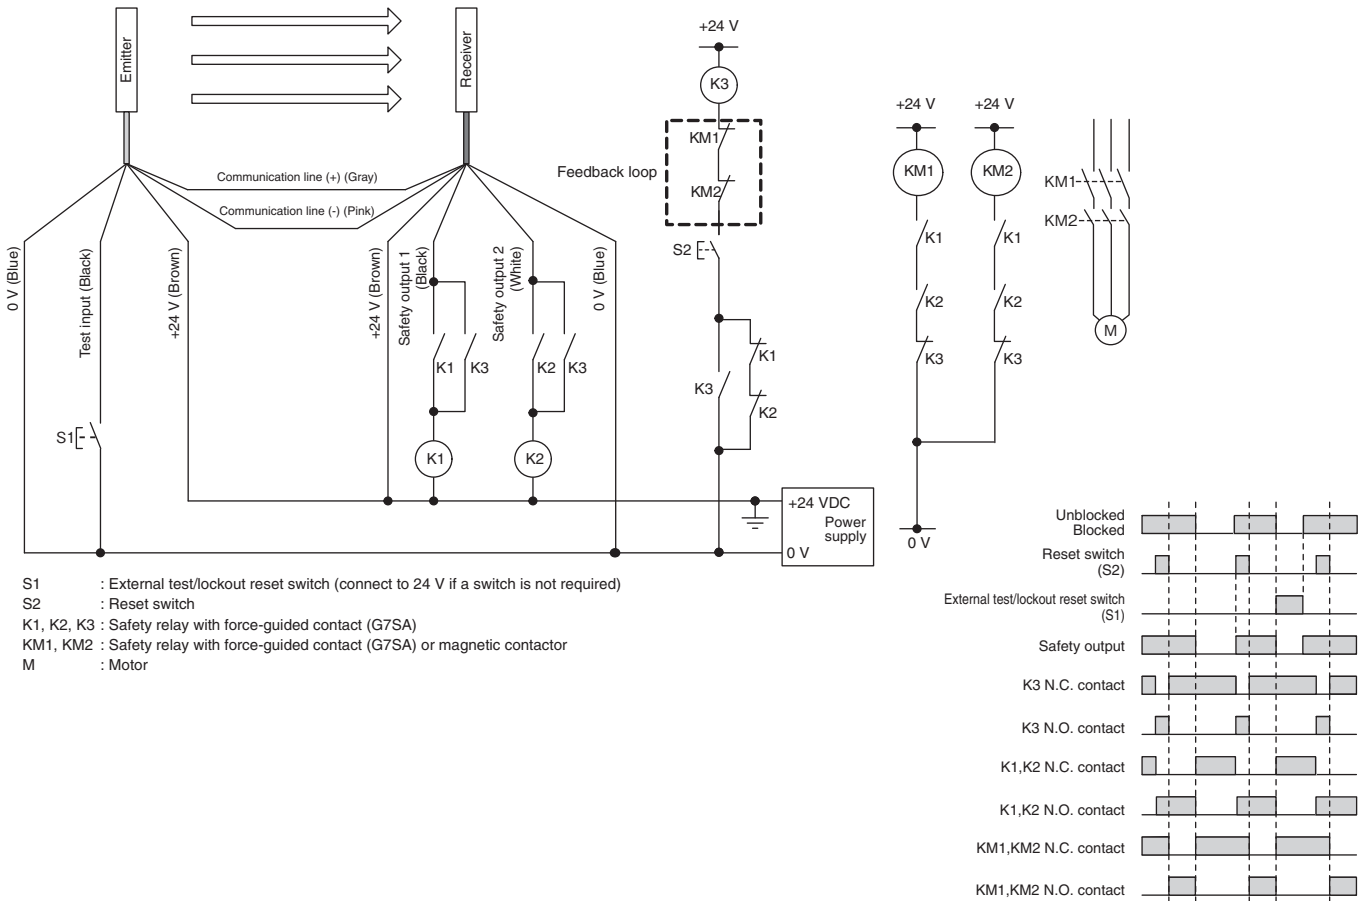 Emitter
Receiver
Communication line (+) (Gray)
Communication line (-) (Pink)
0 V (Blue)
Test input (Black)
+24 V (Brown)
+24 V (Brown)
Safety output 1
(Black)
Safety output 2
(White)
0 V (Blue)
S1
K1
K3
K2
K3
K1
K2
+24 V
K3
Feedback loop
KM1
KM2
S2
K3
K1
K2
+24 VDC
Power
supply
0 V
+24 V
+24 V
KM1
KM2
K1
K1
K2
K2
K3
K3
0 V
KM1
KM2
M
S1 : External test/lockout reset switch (connect to 24 V if a switch is not required)
S2 : Reset switch
K1, K2, K3 : Safety relay with force-guided contact (G7SA)
KM1, KM2 : Safety relay with force-guided contact (G7SA) or magnetic contactor
M : Motor
Unblocked
Blocked
Reset switch
(S2)
External test/lockout reset switch
(S1)
Safety output
K3 N.C. contact
K3 N.O. contact
K1,K2 N.C. contact
K1,K2 N.O. contact
KM1,KM2 N.C. contact
KM1,KM2 N.O. contact